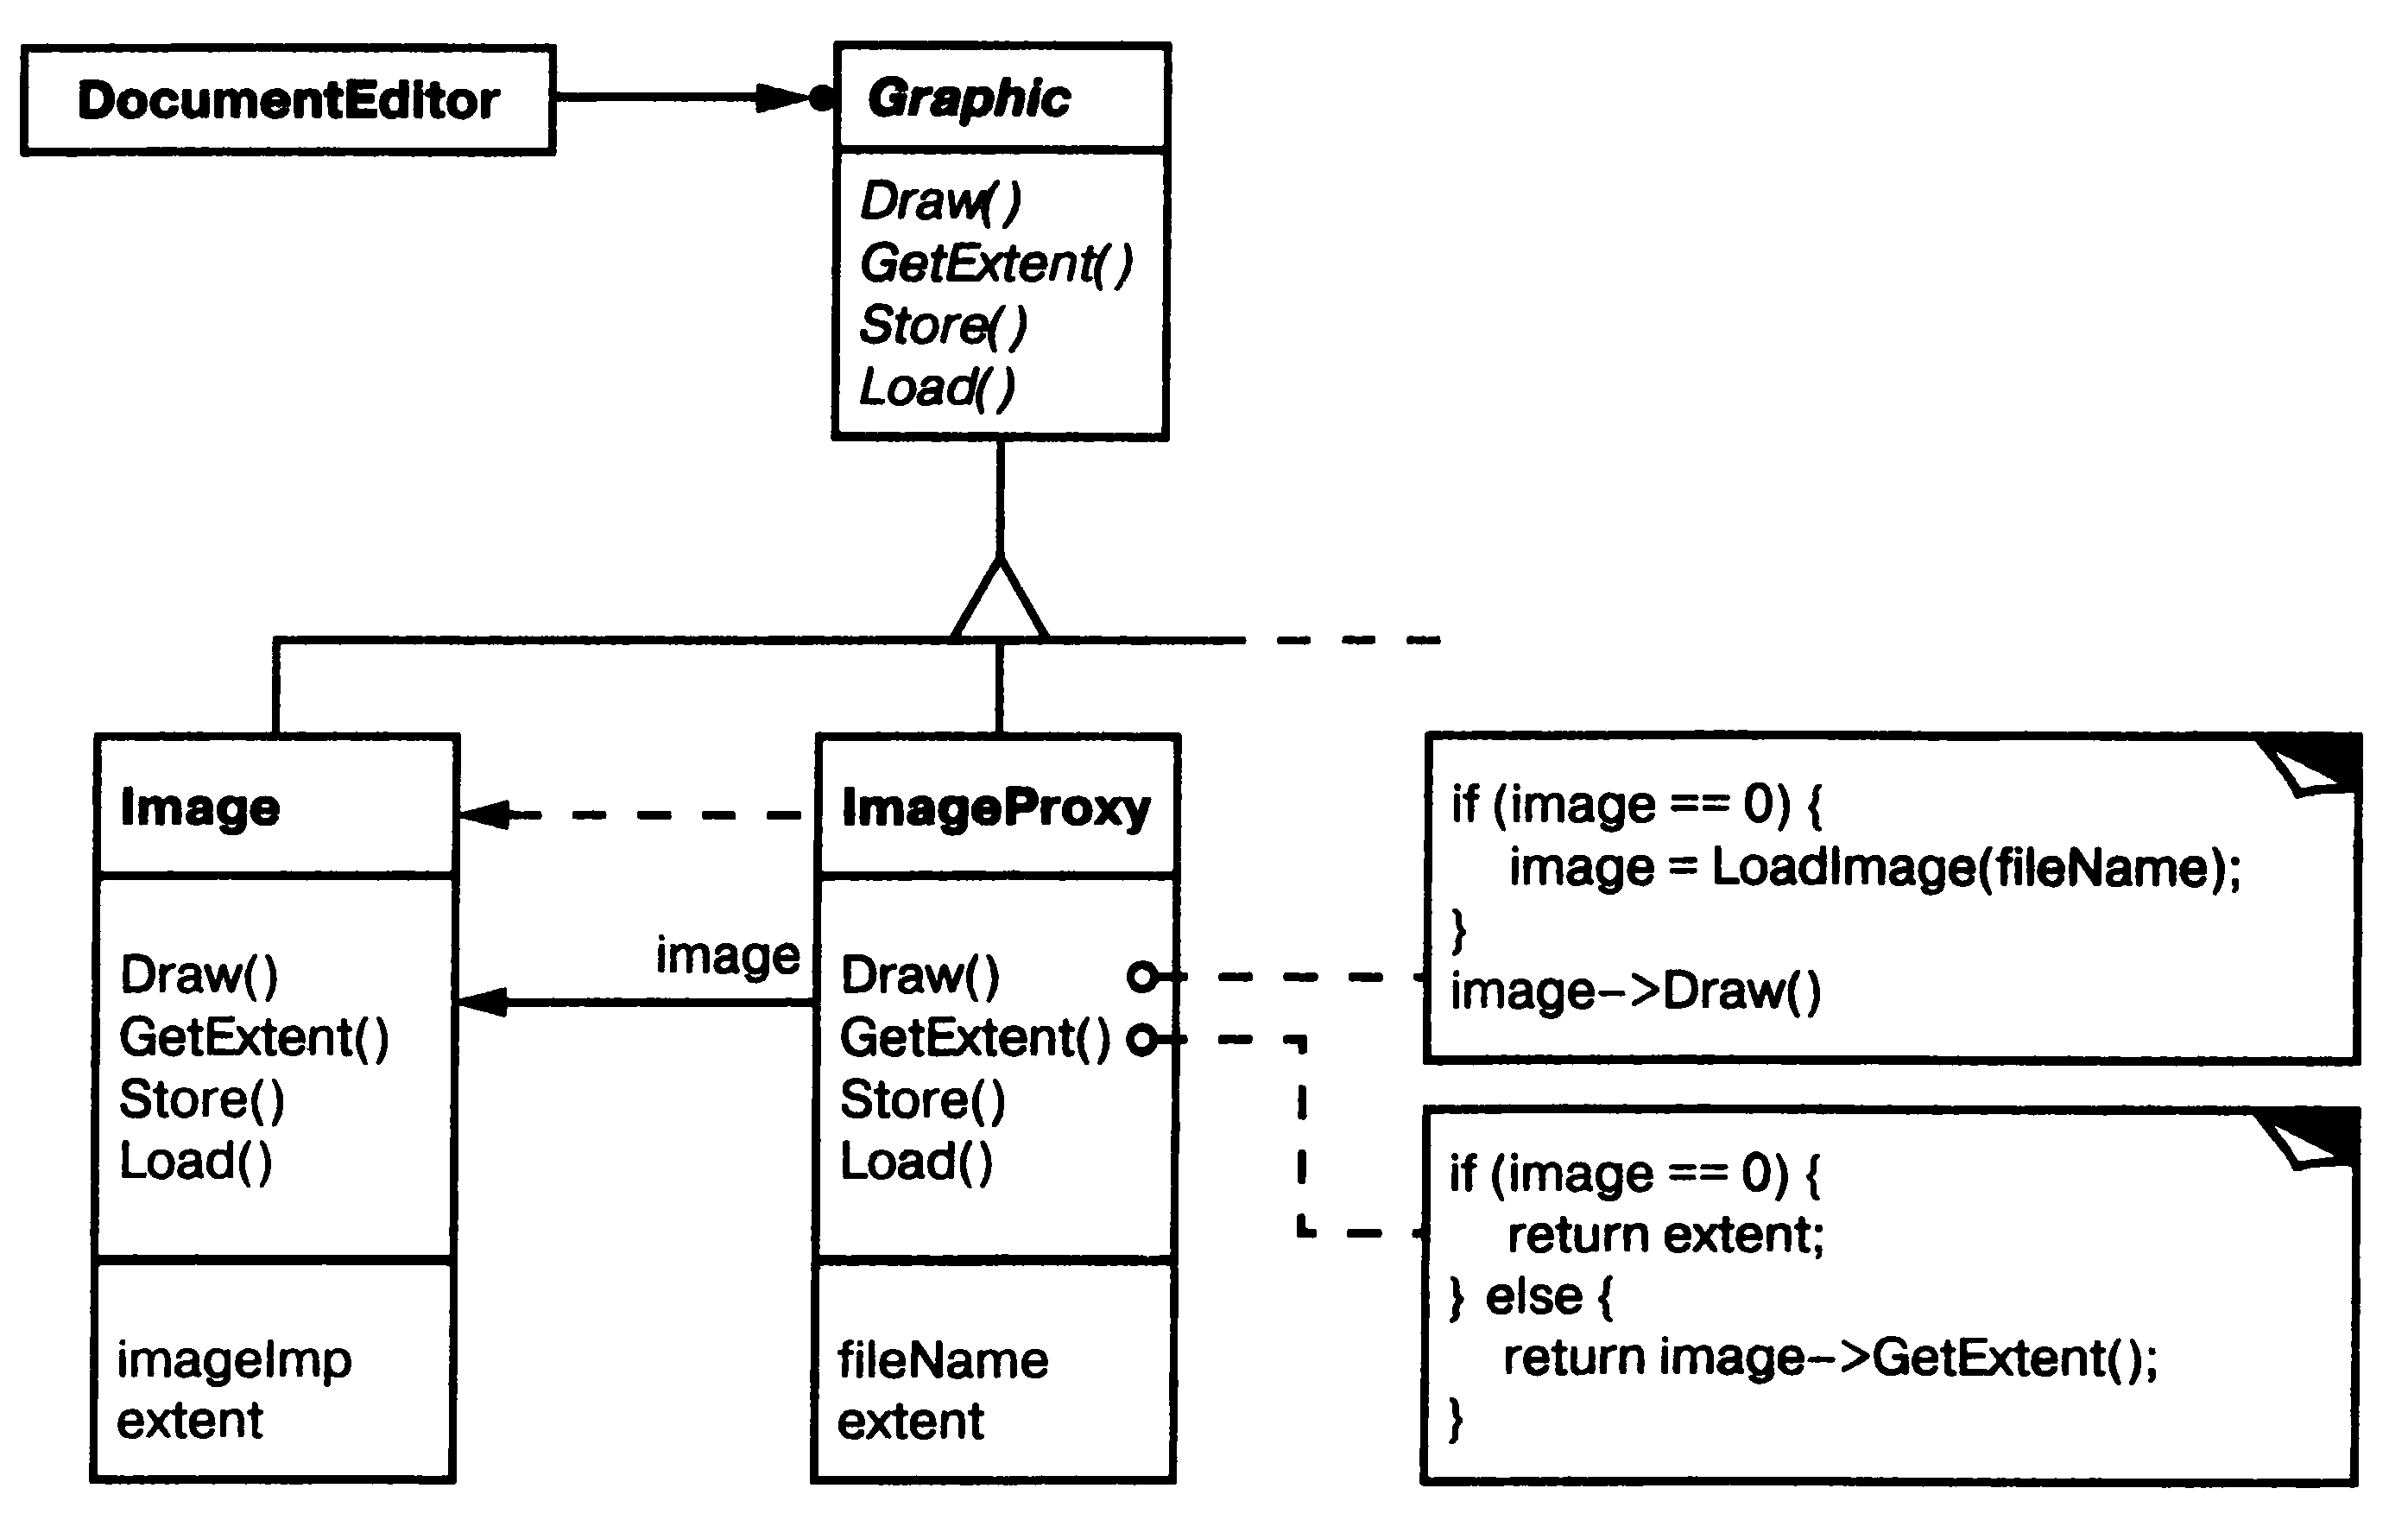 DocumentEditor
Graphic
Draw()
GetExtent()
Store()
Load()
Image
Draw()
GetExtent()
Store()
Load()
imageImp
extent
image
ImageProxy
Draw()
GetExtent()
Store()
Load()
fileName
extent
if (image == 0) {
image = LoadImage(fileName);
}
image->Draw()
if (image == 0) {
return extent;
} else {
return image->GetExtent();
}